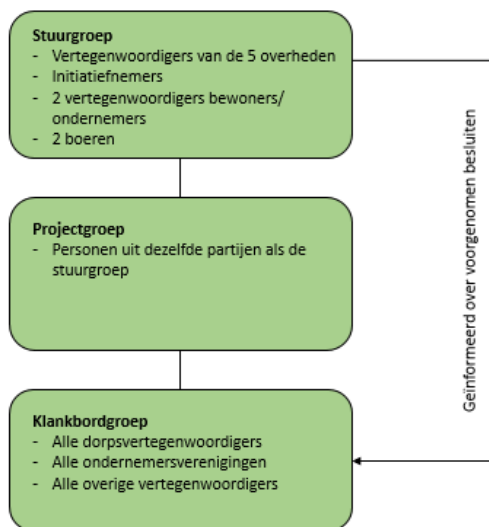 Stuurgroep
- Vertegenwoordigers van de 5 overheden
- Initiatiefnemers
- 2 vertegenwoordigers bewoners/
ondernemers
- 2 boeren
Projectgroep
- Personen uit dezelfde partijen als de
stuurgroep
Klankbordgroep
- Alle dorpsvertegenwoordigers
- Alle ondernemersverenigingen
- Alle overige vertegenwoordigers
Geïnformeerd over voorgenomen besluiten